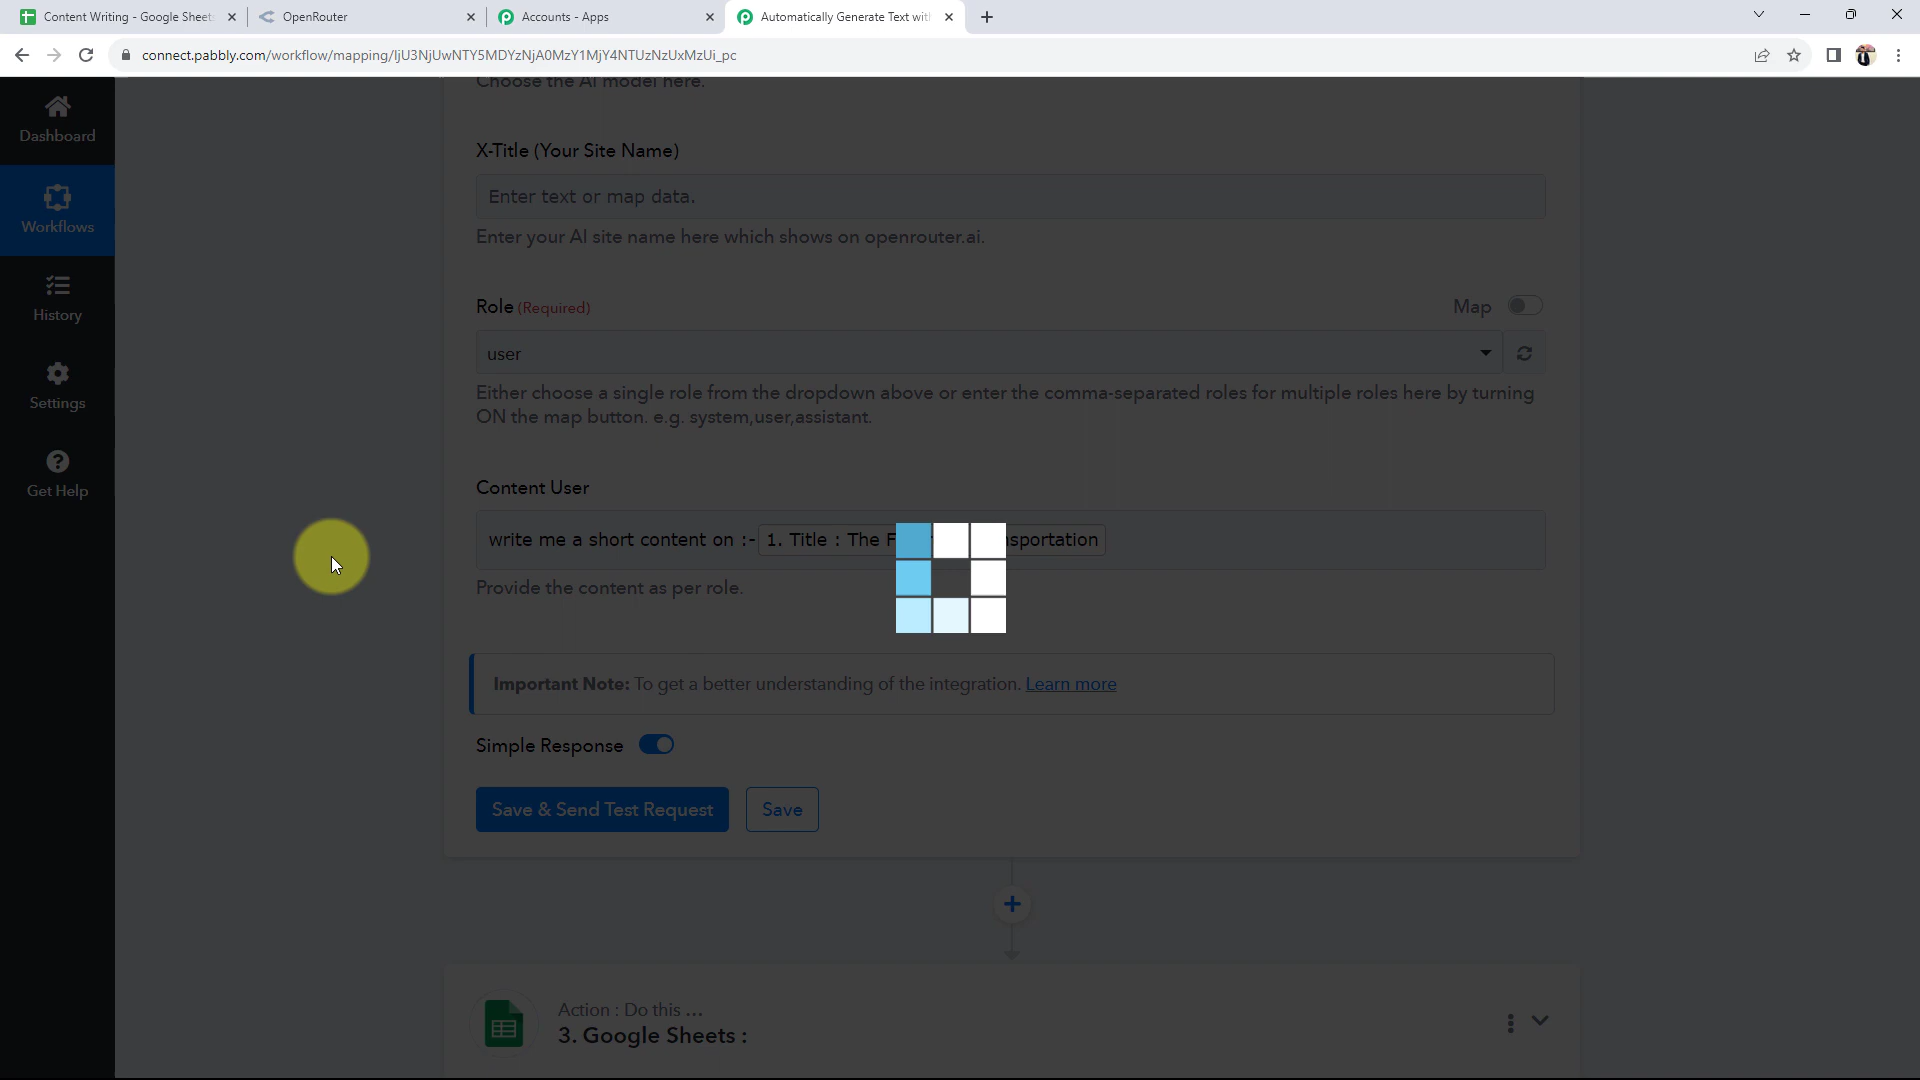 Content Writing - Google Sheet
OpenRouter
Accounts - Apps
Automatically Generate Text wit
connect.pabbly.com/workflow/mapping/IjU3NjUwNTY5MDYzNjA0MzY1MjY4NTUzNzUxMzUi_pc
Dashboard
Workflows
History
Settings
Get Help
Choose the AI model here.
X-Title (Your Site Name)
Enter text or map data.
Enter your AI site name here which shows on openrouter.ai.
Role (Required)
Map
user
Either choose a single role from the dropdown above or enter the comma-separated roles for multiple roles here by turning
ON the map button. e.g. system,user,assistant.
Content User
write me a short content on :- 1. Title : The F sportation
Provide the content as per role.
Important Note: To get a better understanding of the integration. Learn more
Simple Response
Save & Send Test Request
Save
Action : Do this ...
3. Google Sheets :